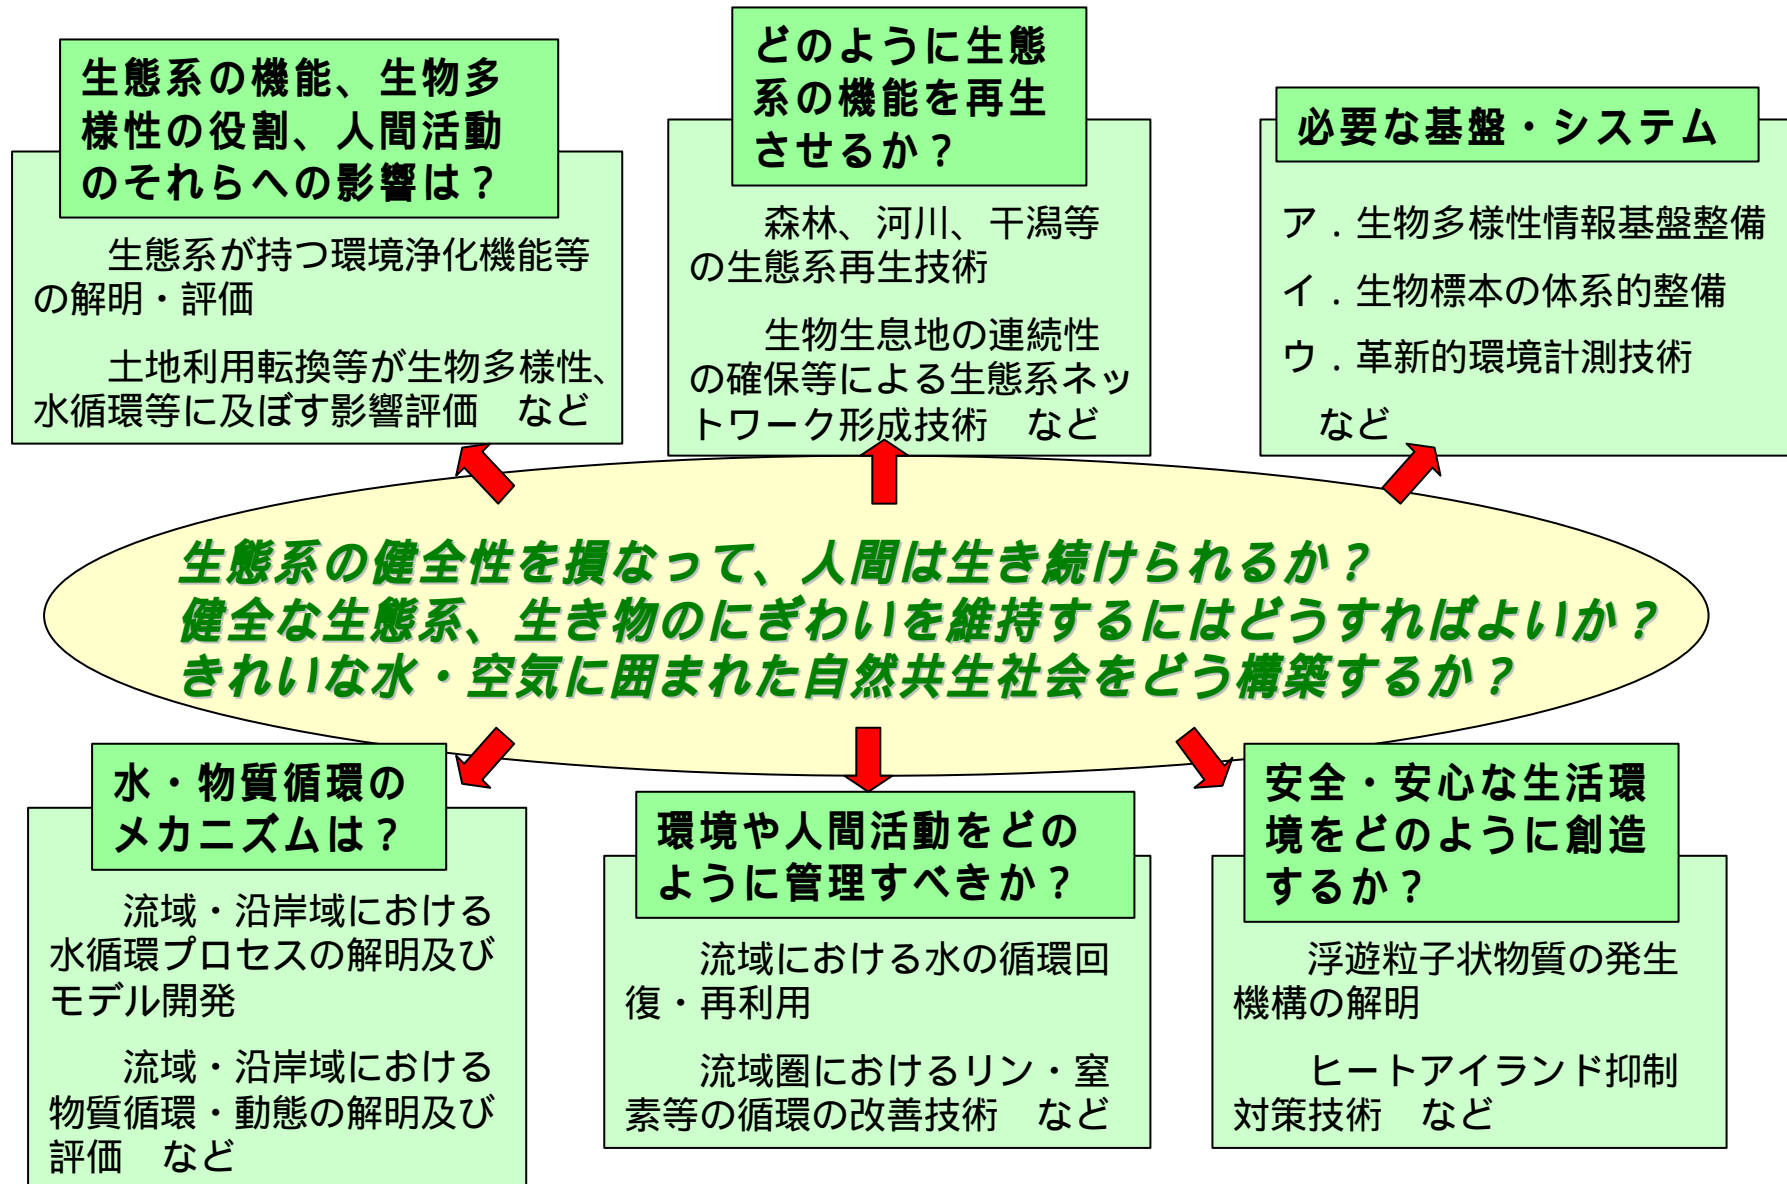 生態系の機能、生物多
様性の役割、人間活動
のそれらへの影響は？
生態系が持つ環境浄化機能等
の解明・評価
土地利用転換等が生物多様性、
水循環等に及ぼす影響評価　など
どのように生態
系の機能を再生
させるか？
森林、河川、干潟等
の生態系再生技術
生物生息地の連続性
の確保等による生態系ネッ
トワーク形成技術　など
必要な基盤・システム
ア．生物多様性情報基盤整備
イ．生物標本の体系的整備
ウ．革新的環境計測技術
など
生態系の健全性を損なって、人間は生き続けられるか？
健全な生態系、生き物のにぎわいを維持するにはどうすればよいか？
きれいな水・空気に囲まれた自然共生社会をどう構築するか？
水・物質循環の
メカニズムは？
流域・沿岸域における
水循環プロセスの解明及び
モデル開発
流域・沿岸域における
物質循環・動態の解明及び
評価　など
環境や人間活動をどの
ように管理すべきか？
流域における水の循環回
復・再利用
流域圏におけるリン・窒
素等の循環の改善技術　など
安全・安心な生活環
境をどのように創造
するか？
浮遊粒子状物質の発生
機構の解明
ヒートアイランド抑制
対策技術　など